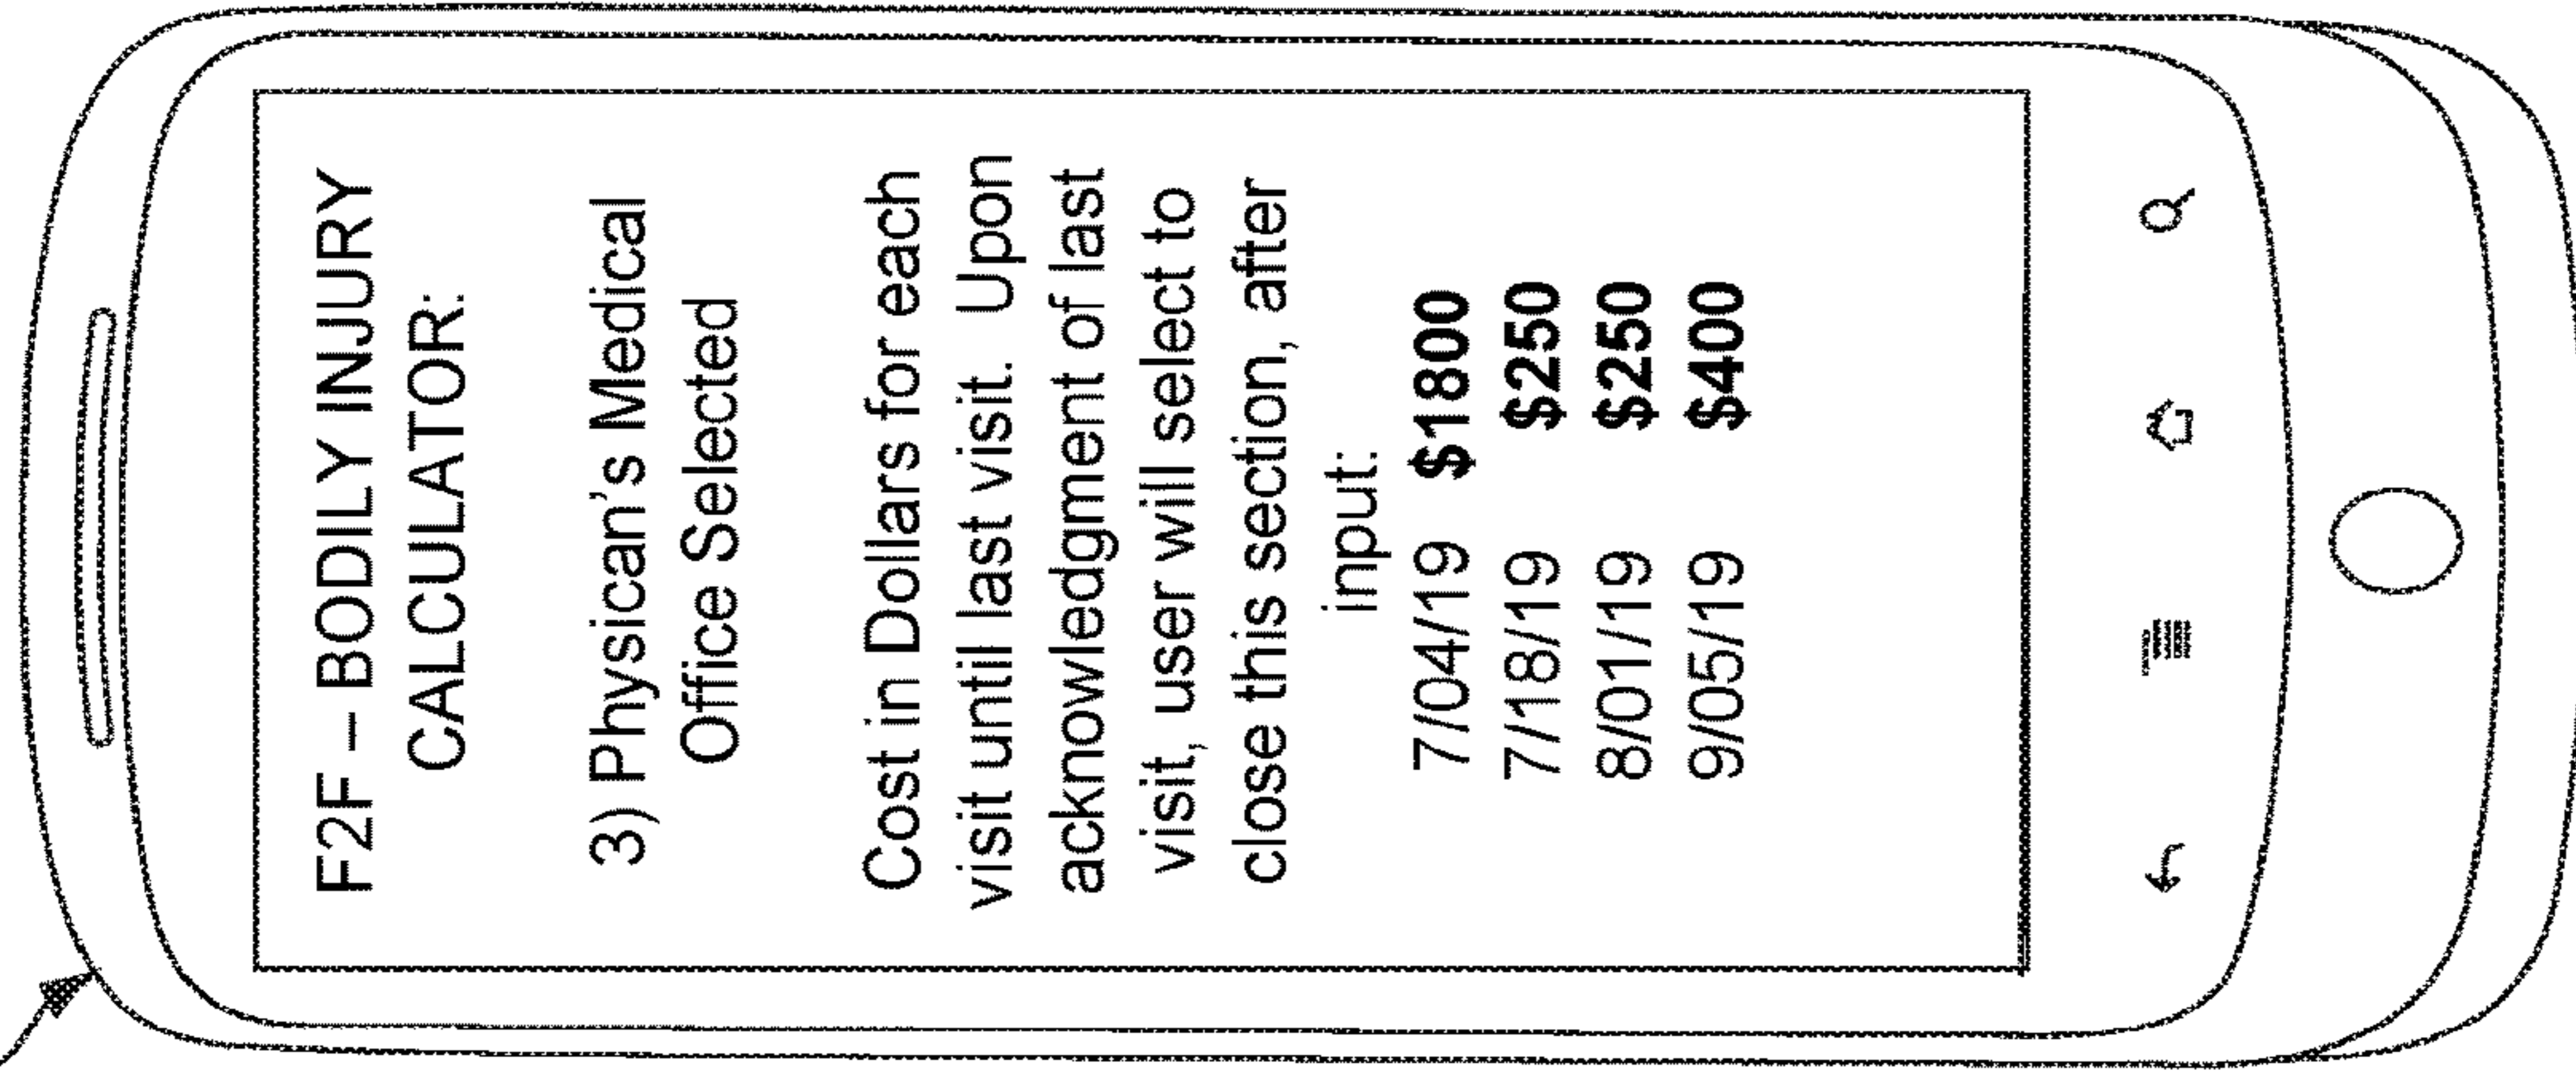 F2F – BODILY INJURY
CALCULATOR:
3) Physican's Medical
Office Selected
Cost in Dollars for each
visit until last visit. Upon
acknowledgment of last
visit, user will select to
close this section, after
input:
7/04/19 $1800
7/18/19 $250
8/01/19 $250
9/05/19 $400